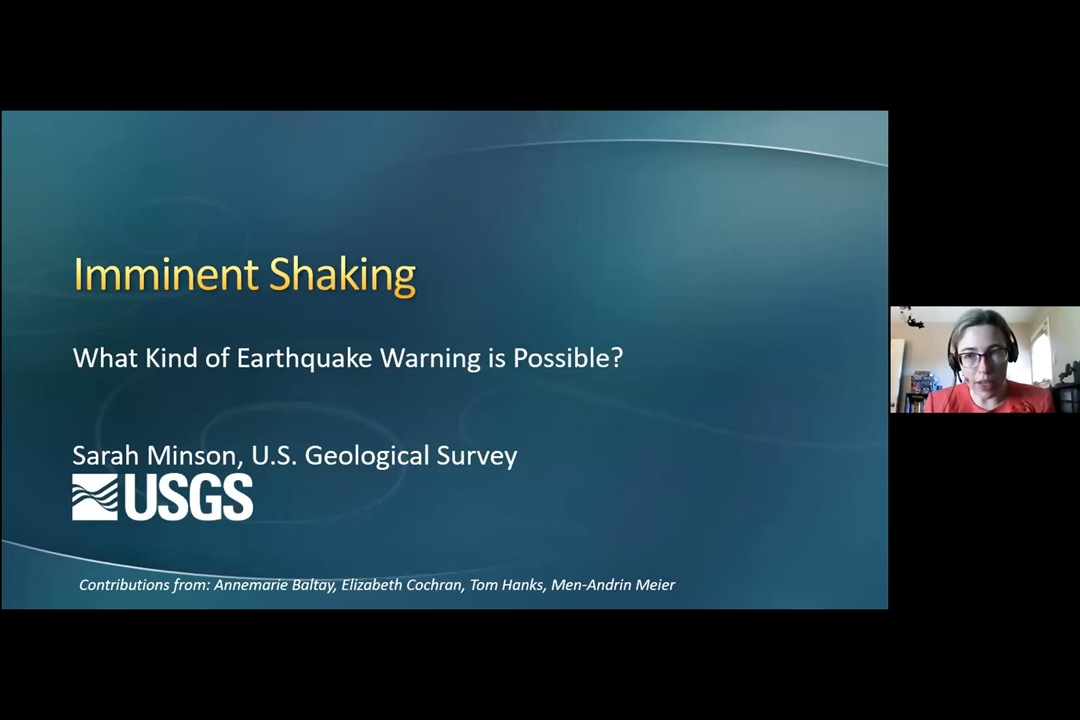 Imminent Shaking
What Kind of Earthquake Warning is Possible?
Sarah Minson, U.S. Geological Survey
USGS
Contributions from: Annemarie Baltay, Elizabeth Cochran, Tom Hanks, Men-Andrin Meier